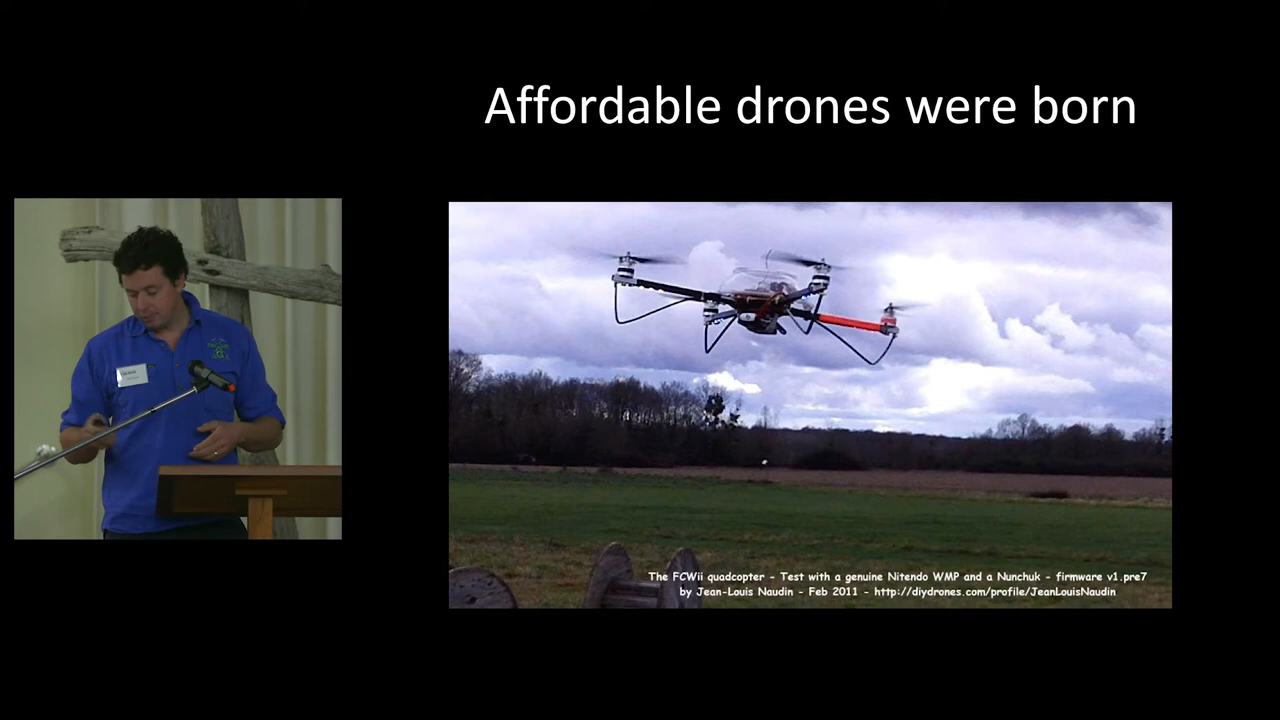 Affordable drones were born
The FCWii quadcopter - Test with a genuine Nitendo WMP and a Nunchuk - firmware v1.pre7
by Jean-Louis Naudin - Feb 2011 - http://diydrones.com/profile/JeanLouisNaudin